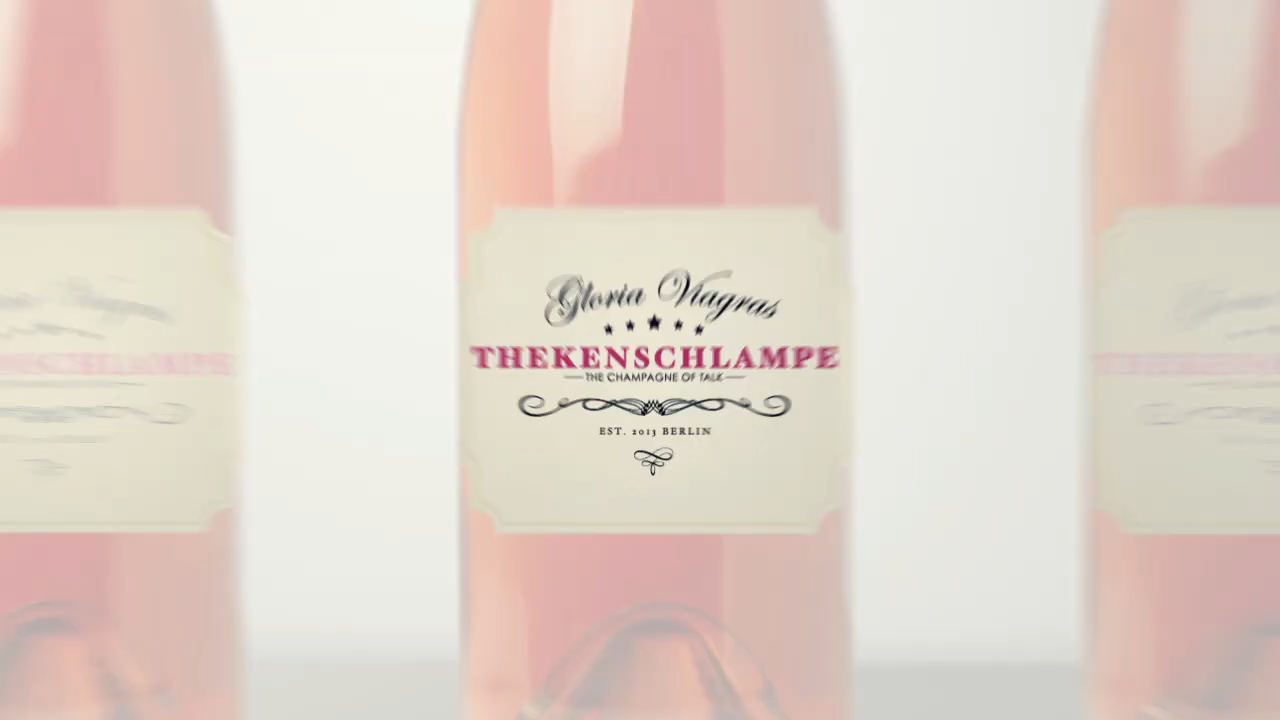 Gloria Viagras
THEKENSCHLAMPE
THE CHAMPAGNE OF TALK
EST. 2013 BERLIN